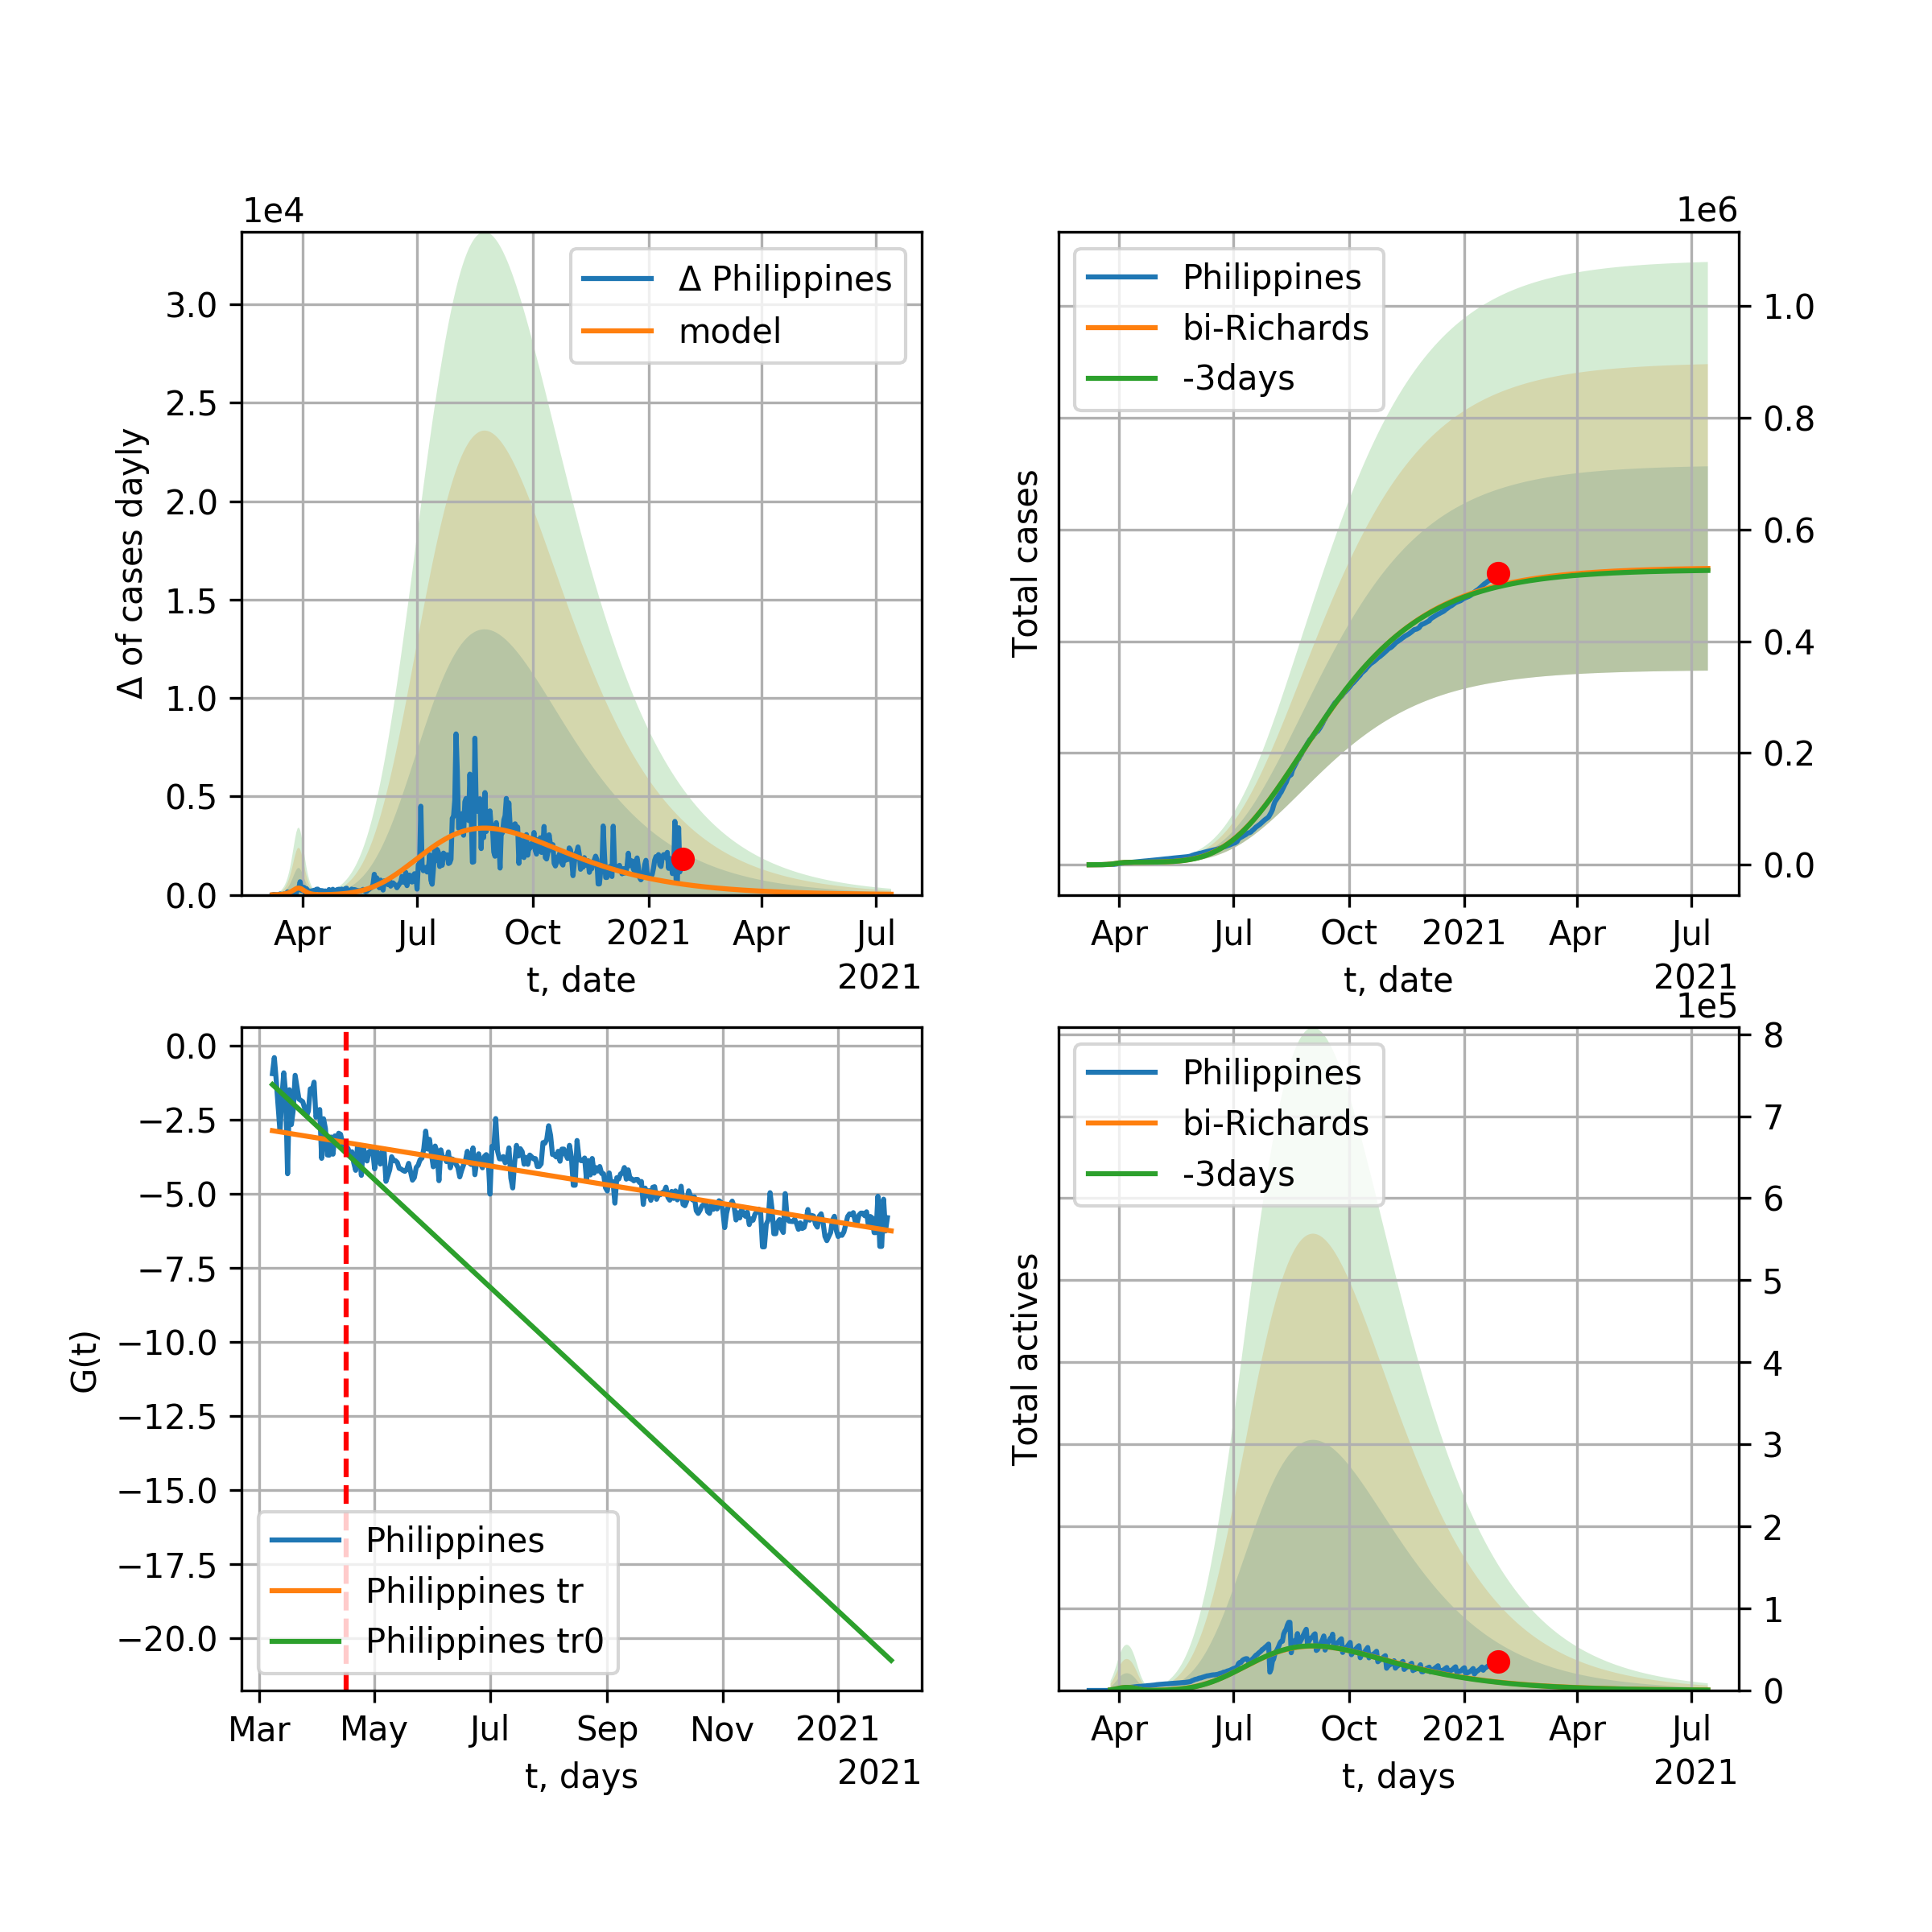 1e4
3.0
2.5
2.0
1.5
1.0
0.5
0.0
Δ of cases dayly
Δ Philippines
model
Apr Jul Oct 2021 Apr Jul
2021
t, date
1e6
Philippines
bi-Richards
-3days
Total cases
1.0
0.8
0.6
0.4
0.2
0.0
Apr Jul Oct 2021 Apr Jul
2021
t, date
0.0
−2.5
−5.0
−7.5
−10.0
−12.5
−15.0
−17.5
−20.0
G(t)
Philippines
Philippines tr
Philippines tr0
Mar May Jul Sep Nov 2021
2021
t, days
1e5
Philippines
bi-Richards
-3days
Total actives
8
7
6
5
4
3
2
1
0
Apr Jul Oct 2021 Apr Jul
2021
t, days